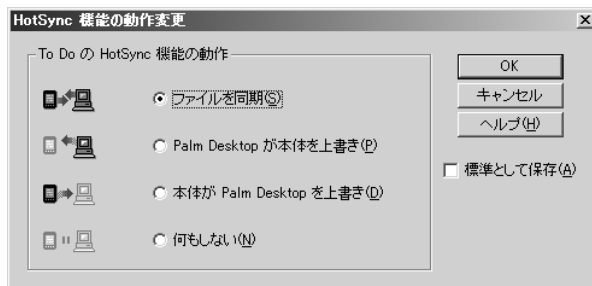 HotSync 機能の動作変更
To Do の HotSync 機能の動作
ファイルを同期(S)
Palm Desktop が本体を上書き(P)
本体が Palm Desktop を上書き(D)
何もしない(N)
OK
キャンセル
ヘルプ(H)
標準として保存(A)